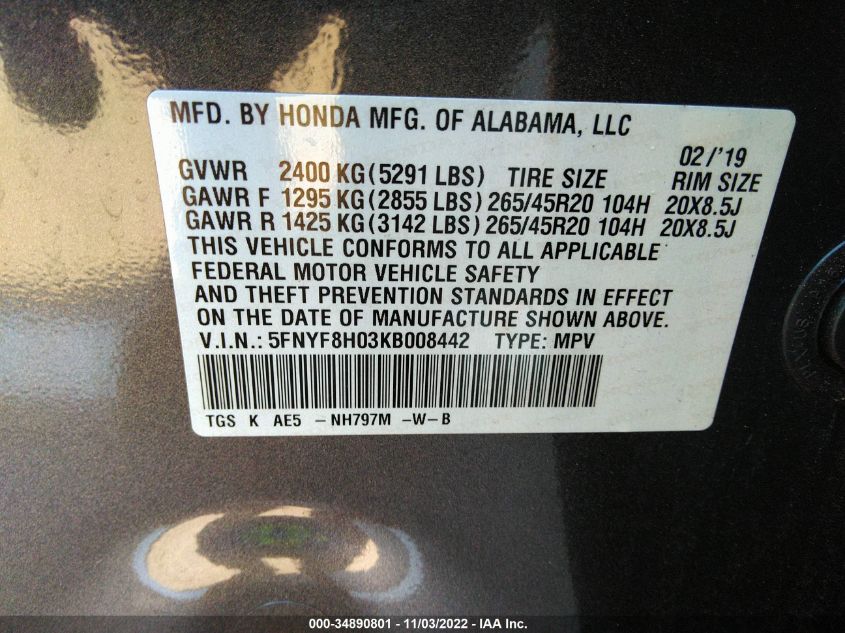 MFD. BY HONDA MFG. OF ALABAMA, LLC
02/'19
GVWR 2400 KG(5291 LBS) TIRE SIZE RIM SIZE
GAWR F 1295 KG(2855 LBS) 265/45R20 104H 20X8.5J
GAWR R 1425 KG(3142 LBS) 265/45R20 104H 20X8.5J
THIS VEHICLE CONFORMS TO ALL APPLICABLE
FEDERAL MOTOR VEHICLE SAFETY
AND THEFT PREVENTION STANDARDS IN EFFECT
ON THE DATE OF MANUFACTURE SHOWN ABOVE.
V.I.N.: 5FNYF8H03KB008442 TYPE: MPV
TGS K AE5 -NH797M -W-B
000-34890801 - 11/03/2022 - IAA Inc.